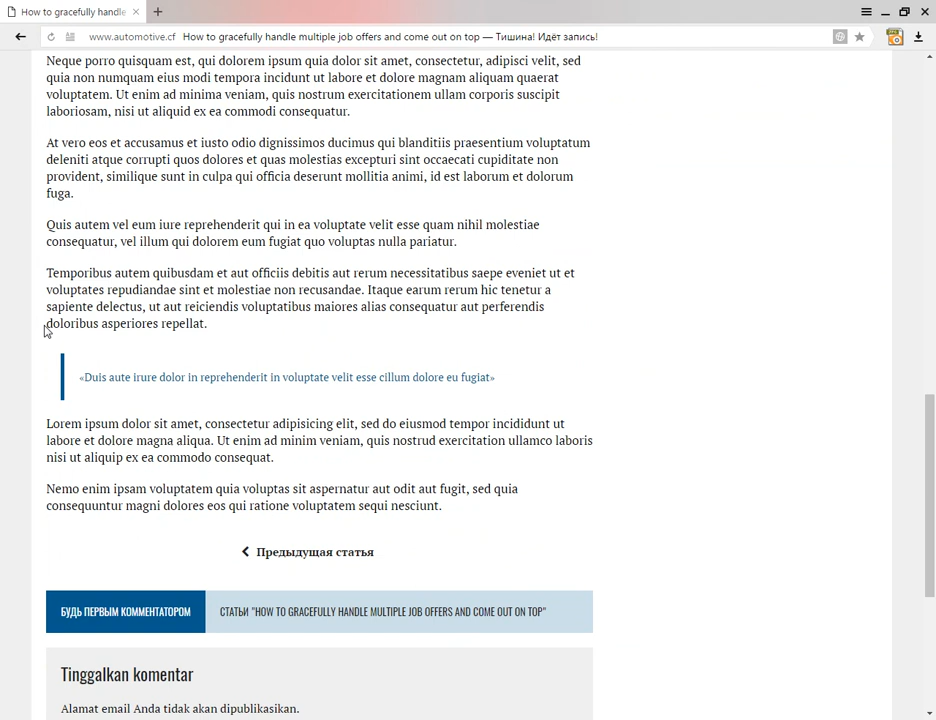 How to gracefully handle
www.automotive.cf How to gracefully handle multiple job offers and come out on top — Тишина! Идёт запись!
Neque porro quisquam est, qui dolorem ipsum quia dolor sit amet, consectetur, adipisci velit, sed
quia non numquam eius modi tempora incidunt ut labore et dolore magnam aliquam quaerat
voluptatem. Ut enim ad minima veniam, quis nostrum exercitationem ullam corporis suscipit
laboriosam, nisi ut aliquid ex ea commodi consequatur.
At vero eos et accusamus et iusto odio dignissimos ducimus qui blanditiis praesentium voluptatum
deleniti atque corrupti quos dolores et quas molestias excepturi sint occaecati cupiditate non
provident, similique sunt in culpa qui officia deserunt mollitia animi, id est laborum et dolorum
fuga.
Quis autem vel eum iure reprehenderit qui in ea voluptate velit esse quam nihil molestiae
consequatur, vel illum qui dolorem eum fugiat quo voluptas nulla pariatur.
Temporibus autem quibusdam et aut officiis debitis aut rerum necessitatibus saepe eveniet ut et
voluptates repudiandae sint et molestiae non recusandae. Itaque earum rerum hic tenetur a
sapiente delectus, ut aut reiciendis voluptatibus maiores alias consequatur aut perferendis
doloribus asperiores repellat.
«Duis aute irure dolor in reprehenderit in voluptate velit esse cillum dolore eu fugiat»
Lorem ipsum dolor sit amet, consectetur adipisicing elit, sed do eiusmod tempor incididunt ut
labore et dolore magna aliqua. Ut enim ad minim veniam, quis nostrud exercitation ullamco laboris
nisi ut aliquip ex ea commodo consequat.
Nemo enim ipsam voluptatem quia voluptas sit aspernatur aut odit aut fugit, sed quia
consequuntur magni dolores eos qui ratione voluptatem sequi nesciunt.
Предыдущая статья
БУДЬ ПЕРВЫМ КОММЕНТАТОРОМ
СТАТЬИ "HOW TO GRACEFULLY HANDLE MULTIPLE JOB OFFERS AND COME OUT ON TOP"
Tinggalkan komentar
Alamat email Anda tidak akan dipublikasikan.